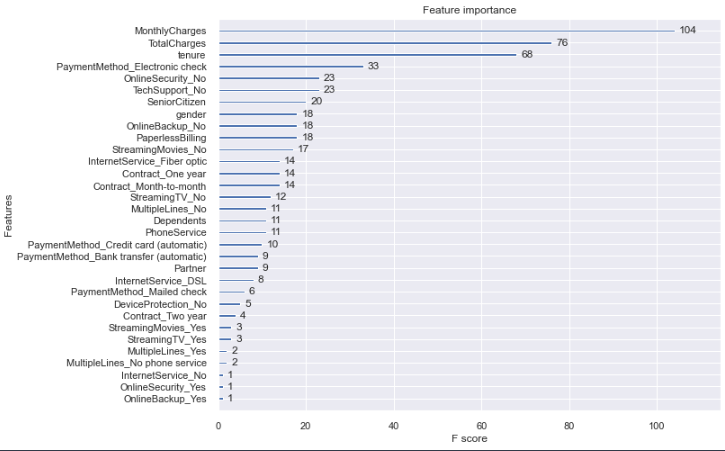 Feature importance
MonthlyCharges 104
TotalCharges 76
tenure 68
PaymentMethod_Electronic check 33
OnlineSecurity_No 23
TechSupport_No 23
SeniorCitizen 20
gender 18
OnlineBackup_No 18
PaperlessBilling 18
StreamingMovies_No 17
InternetService_Fiber optic 14
Contract_One year 14
Contract_Month-to-month 14
StreamingTV_No 12
MultipleLines_No 11
Dependents 11
PhoneService 11
PaymentMethod_Credit card (automatic) 10
PaymentMethod_Bank transfer (automatic) 9
Partner 9
InternetService_DSL 8
PaymentMethod_Mailed check 6
DeviceProtection_No 5
Contract_Two year 4
StreamingMovies_Yes 3
StreamingTV_Yes 3
MultipleLines_Yes 2
MultipleLines_No phone service 2
InternetService_No 1
OnlineSecurity_Yes 1
OnlineBackup_Yes 1
Features
0 20 40 60 80 100
F score